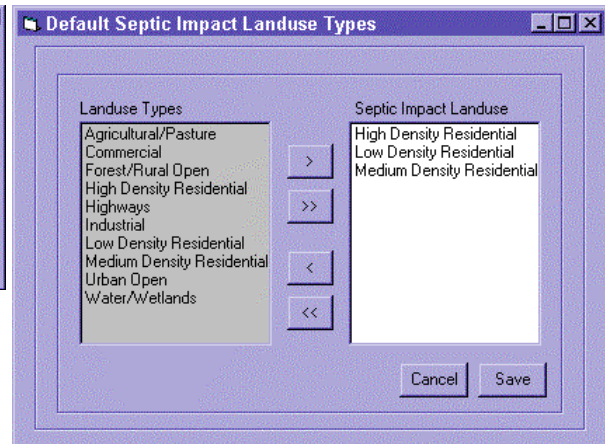 Default Septic Impact Landuse Types
Landuse Types
Agricultural/Pasture
Commercial
Forest/Rural Open
High Density Residential
Highways
Industrial
Low Density Residential
Medium Density Residential
Urban Open
Water/Wetlands
>
>>
<
<<
Septic Impact Landuse
High Density Residential
Low Density Residential
Medium Density Residential
Cancel
Save